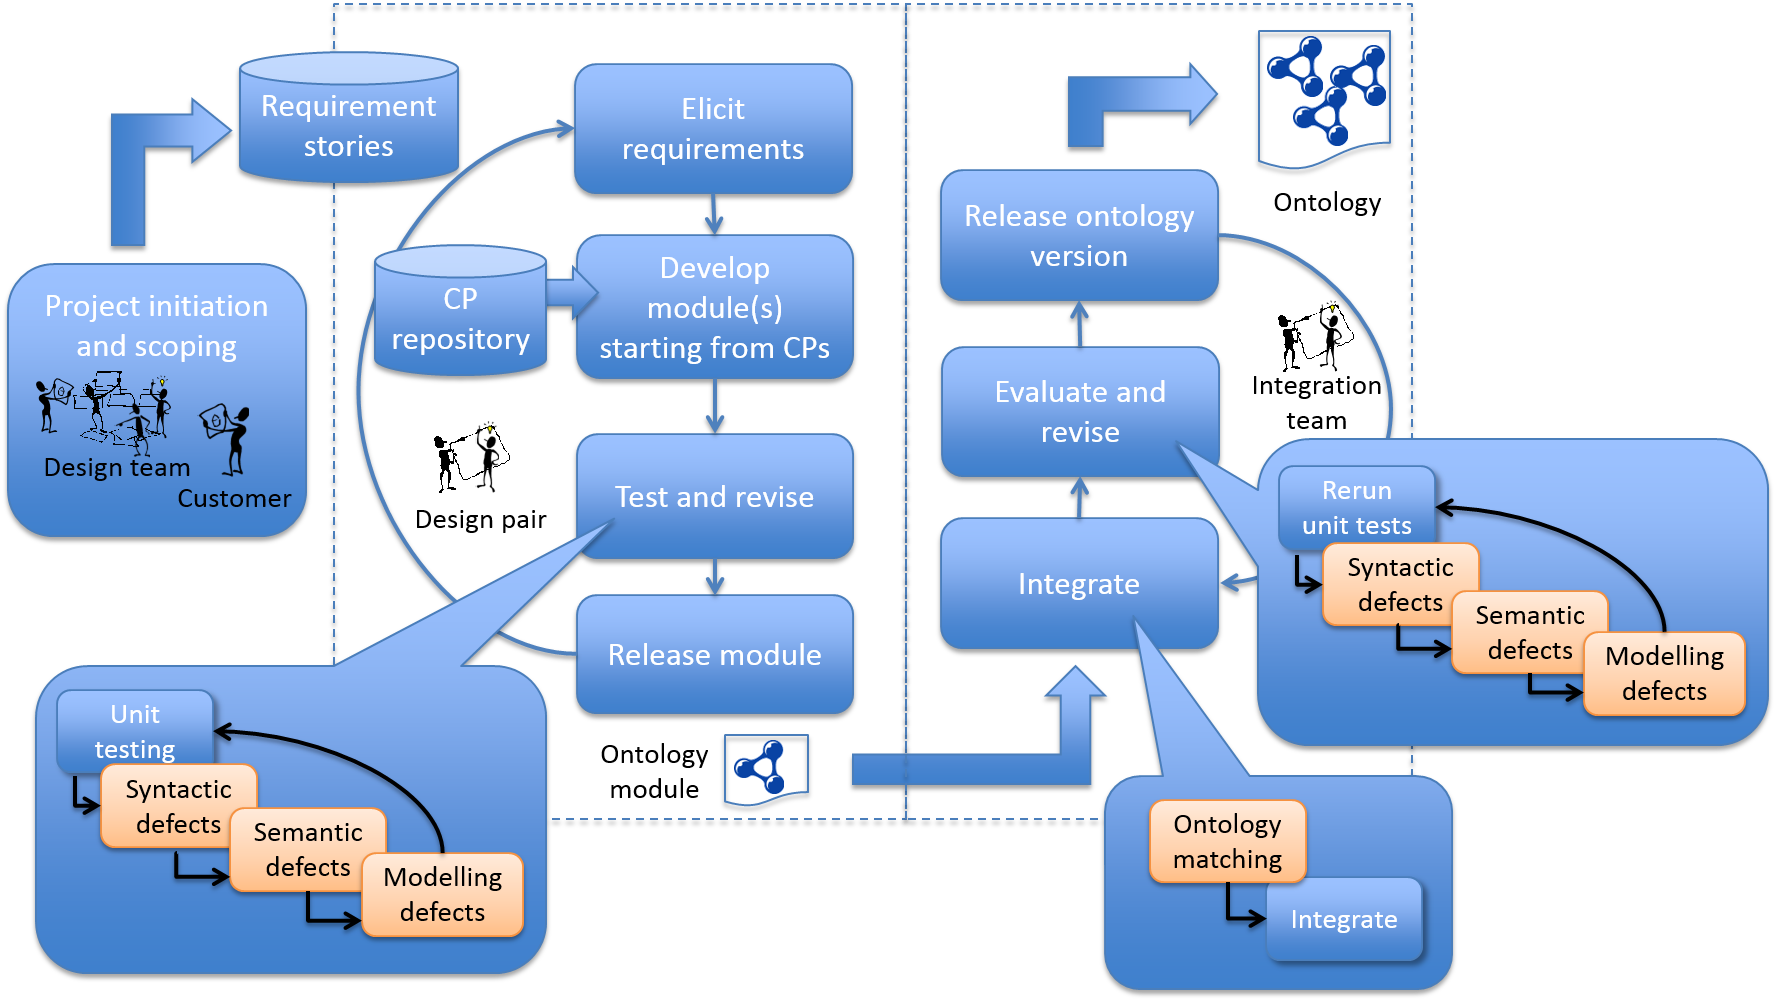 Requirement
stories
Project initiation
and scoping
Design team
Customer
Elicit
requirements
CP
repository
Develop
module(s)
starting from CPs
Design pair
Test and revise
Release module
Unit
testing
Syntactic
defects
Semantic
defects
Modelling
defects
Ontology
module
Ontology
Release ontology
version
Integration
team
Evaluate and
revise
Integrate
Rerun
unit tests
Syntactic
defects
Semantic
defects
Modelling
defects
Ontology
matching
Integrate